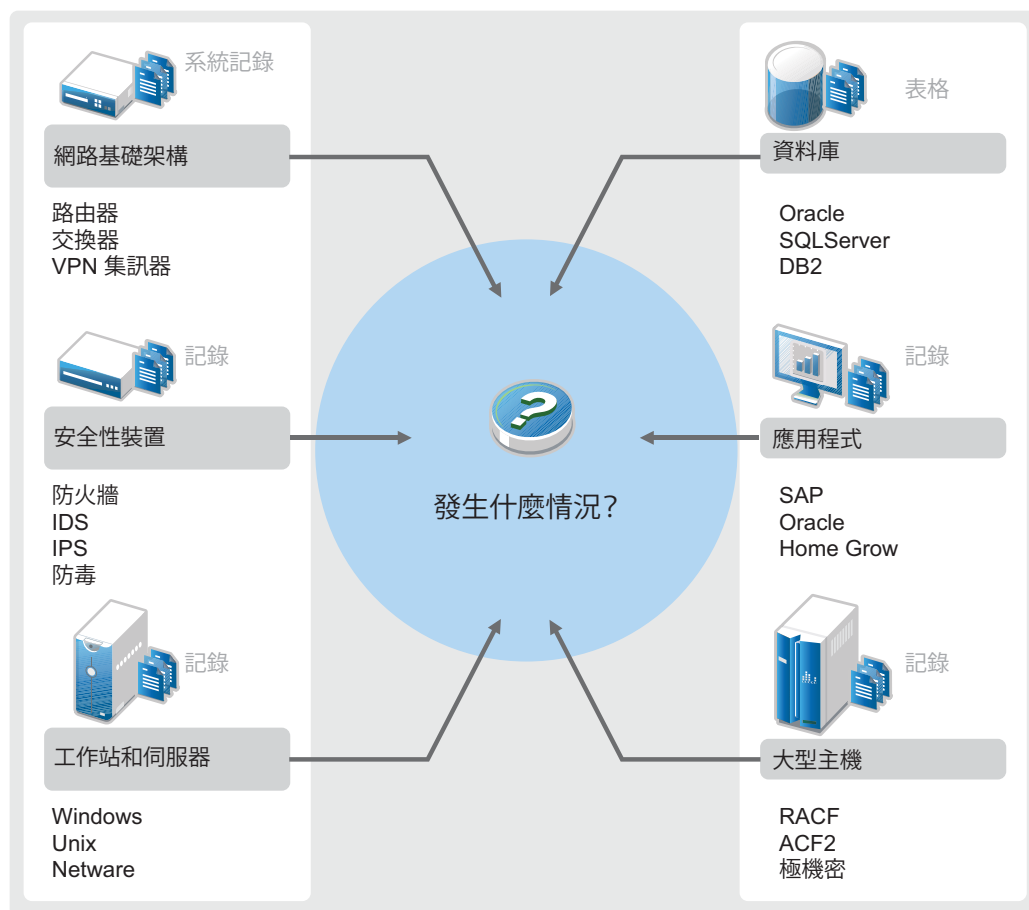 系統記錄
網路基礎架構
路由器
交換器
VPN 集訊器
記錄
安全性裝置
防火牆
IDS
IPS
防毒
記錄
工作站和伺服器
Windows
Unix
Netware
發生什麼情況?
表格
資料庫
Oracle
SQLServer
DB2
記錄
應用程式
SAP
Oracle
Home Grow
記錄
大型主機
RACF
ACF2
極機密